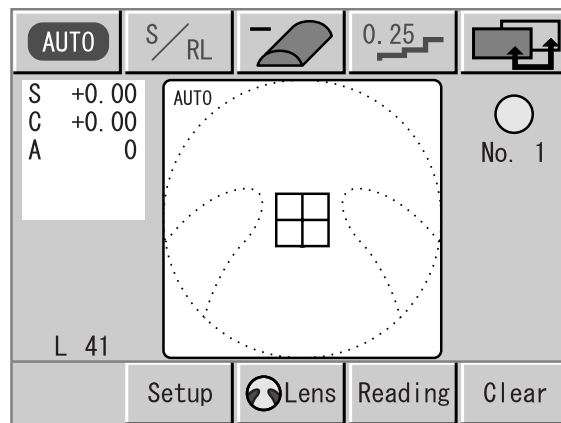 AUTO
S/RL
0.25
S +0.00
C +0.00
A 0
AUTO
No. 1
L 41
Setup
Lens
Reading
Clear